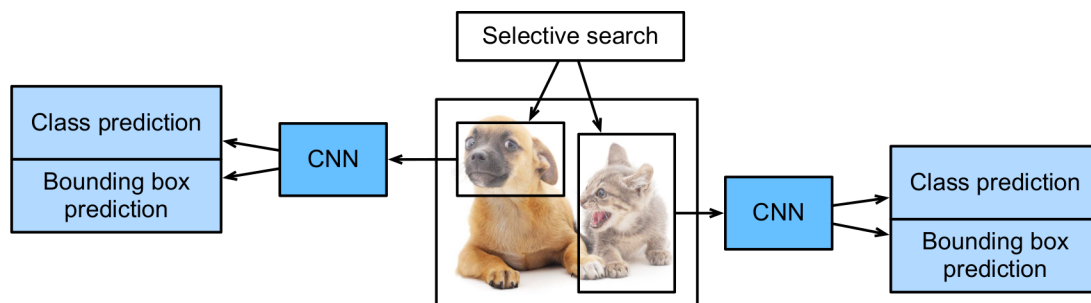 Selective search
Class prediction
Bounding box
prediction
CNN
CNN
Class prediction
Bounding box
prediction